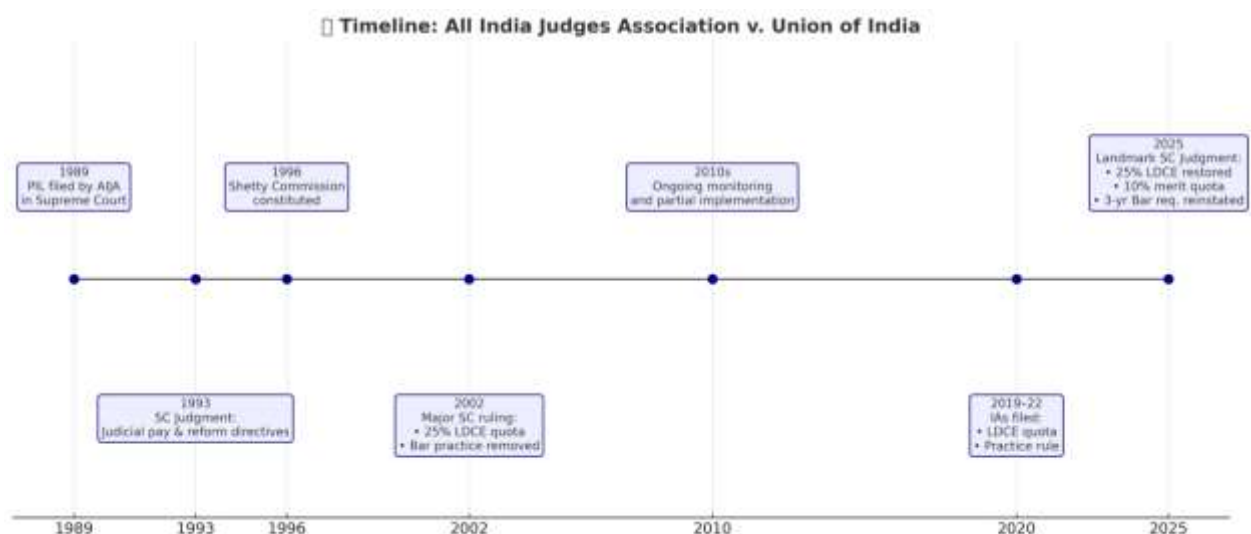 Timeline: All India Judges Association v. Union of India
1989
PIL filed by AIJA
in Supreme Court
1996
Shetty Commission
constituted
2010s
Ongoing monitoring
and partial implementation
2025
Landmark SC Judgment:
• 25% LDCE restored
• 10% merit quota
• 3-yr Bar req. reinstated
1993
SC Judgment:
Judicial pay & reform directives
2002
Major SC ruling:
• 25% LDCE quota
• Bar practice removed
2019–22
IAs filed:
• LDCE quota
• Practice rule
1989 1993 1996 2002 2010 2020 2025